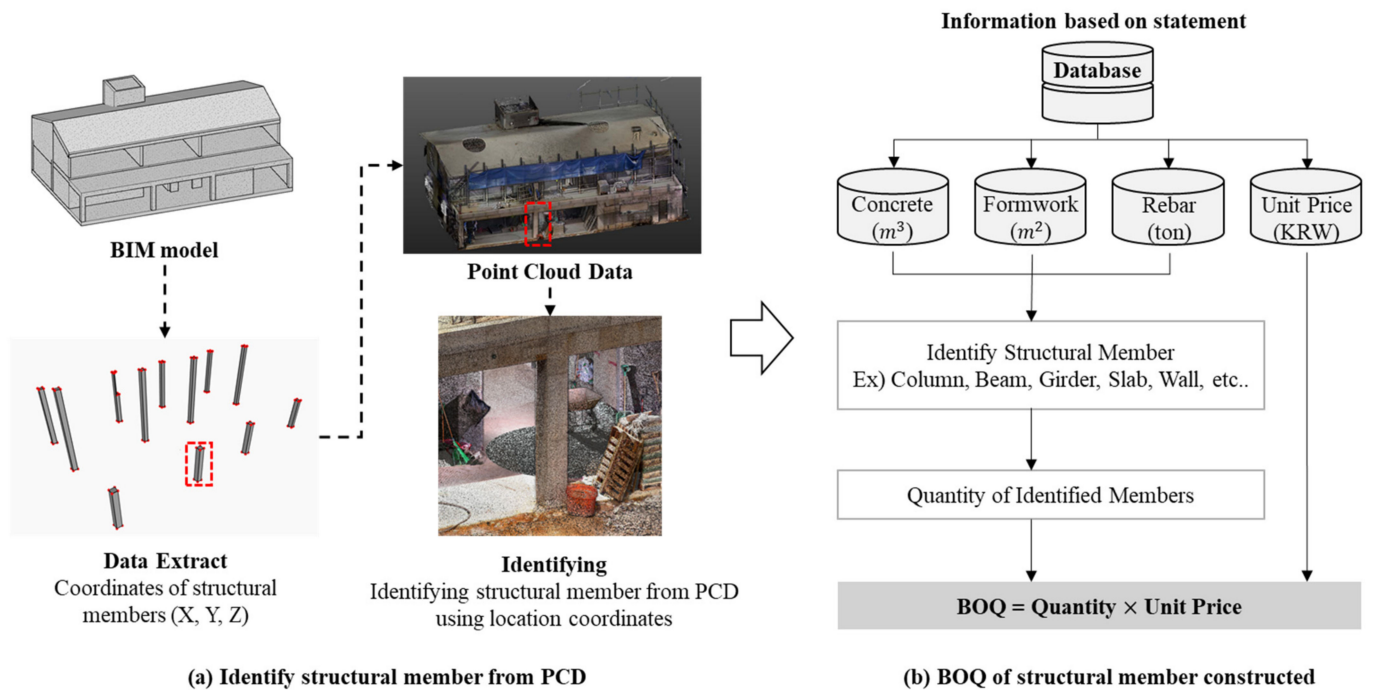 BIM model
Data Extract
Coordinates of structural
members (X, Y, Z)
Point Cloud Data
Identifying
Identifying structural member from PCD
using location coordinates
(a) Identify structural member from PCD
Information based on statement
Database
Concrete
(m³)
Formwork
(m²)
Rebar
(ton)
Unit Price
(KRW)
Identify Structural Member
Ex) Column, Beam, Girder, Slab, Wall, etc..
Quantity of Identified Members
BOQ = Quantity × Unit Price
(b) BOQ of structural member constructed